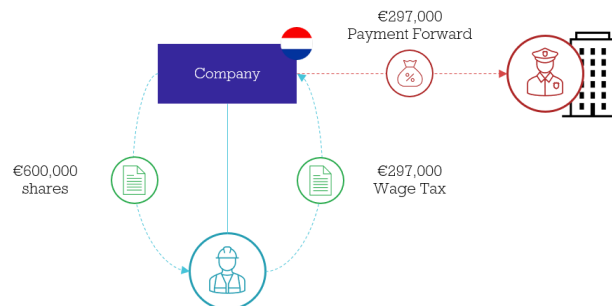 €297,000
Payment Forward
Company
%
€600,000
shares
€297,000
Wage Tax